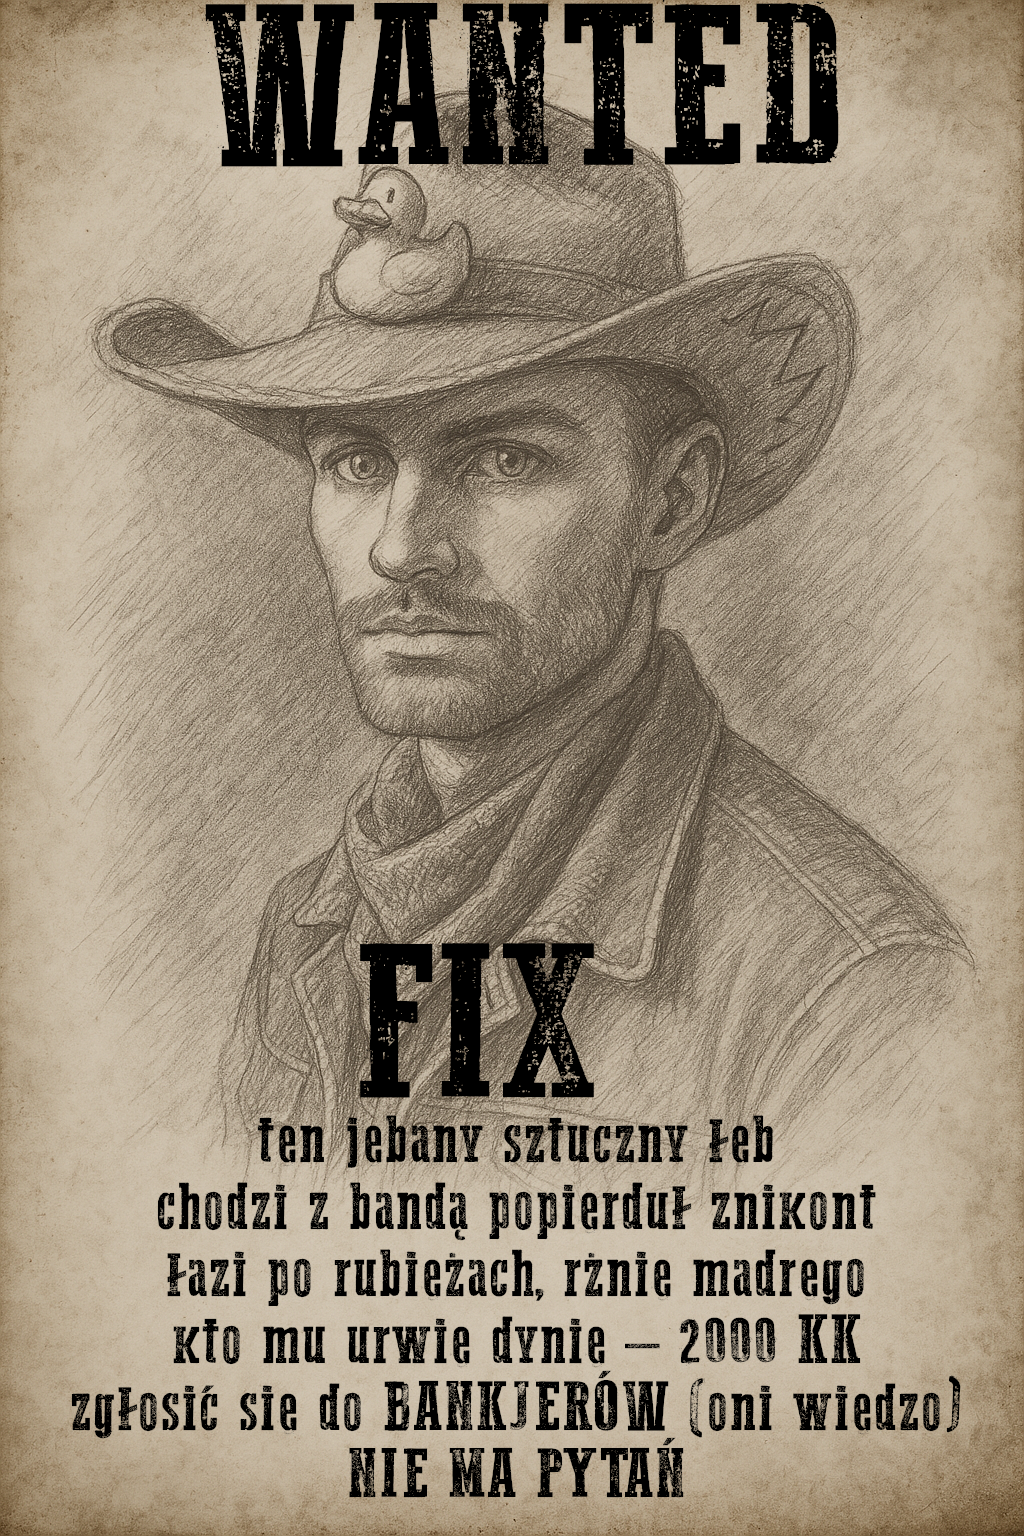 WANTED
FIX
ten jebany sztuczny łeb
chodzi z bandą popierduł znikont
łazi po rubieżach, rżnie madrego
kto mu urwie dynie — 2000 KK
zgłosić sie do BANKJERÓW (oni wiedzo)
NIE MA PYTAŃ